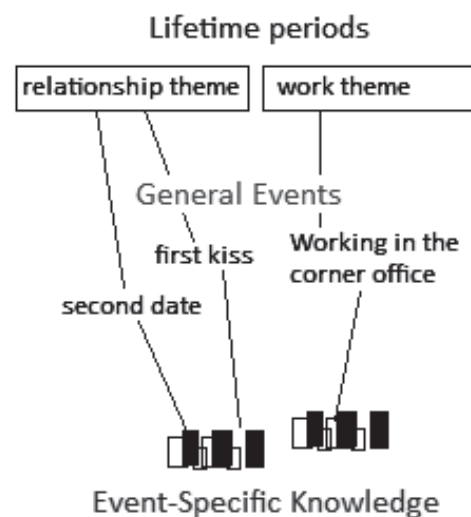 Lifetime periods
relationship theme
work theme
General Events
first kiss
Working in the
corner office
second date
Event-Specific Knowledge